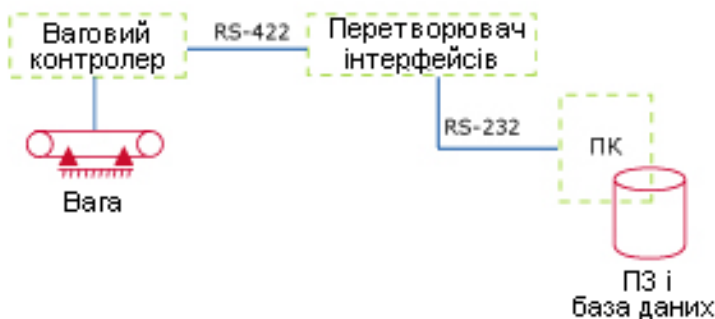 Ваговий
контролер
RS-422
Перетворювач
інтерфейсів
RS-232
ПК
Вага
ПЗ і
база даних